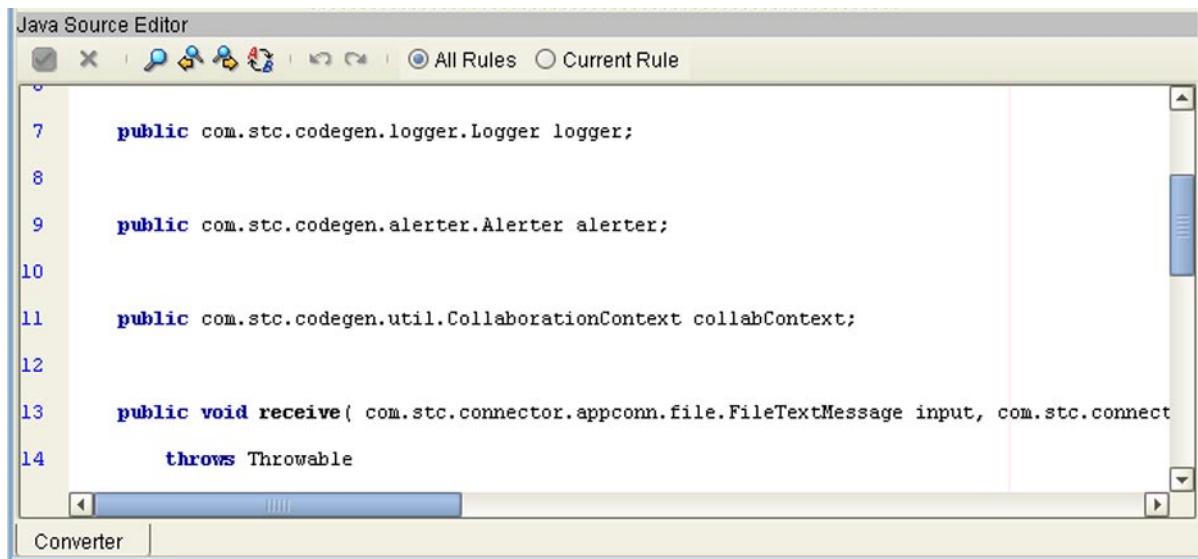 Java Source Editor
All Rules Current Rule
7 public com.stc.codegen.logger.Logger logger;
8
9 public com.stc.codegen.alerter.Alerter alerter;
10
11 public com.stc.codegen.util.CollaborationContext collabContext;
12
13 public void receive( com.stc.connector.appconn.file.FileTextMessage input, com.stc.connect
14 throws Throwable
Converter